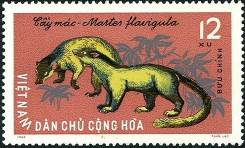 Cầy mác - Martes flavigula
12
XU
BƯU CHÍNH
VIỆT NAM
DÂN CHỦ CỘNG HÒA